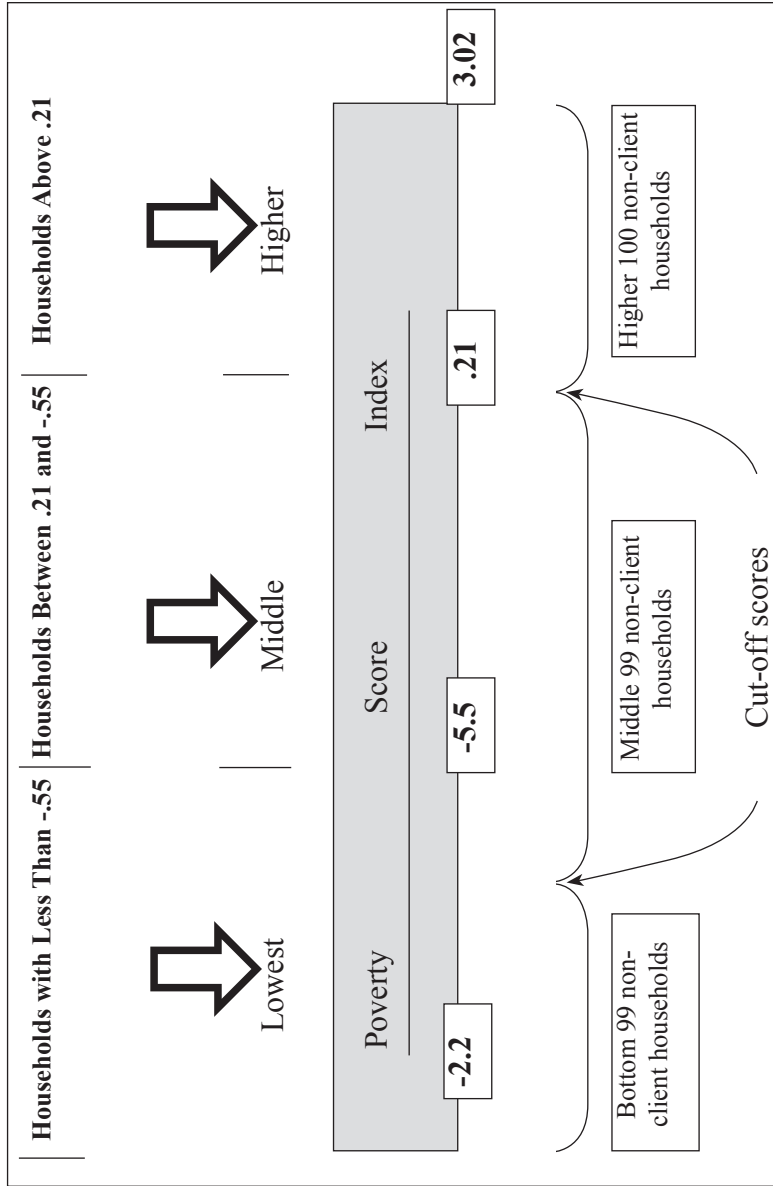 Households with Less Than -.55
Households Between .21 and -.55
Households Above .21
Lowest
Middle
Higher
Poverty
Score
Index
-2.2
-5.5
.21
3.02
Bottom 99 non-
client households
Middle 99 non-client
households
Higher 100 non-client
households
Cut-off scores